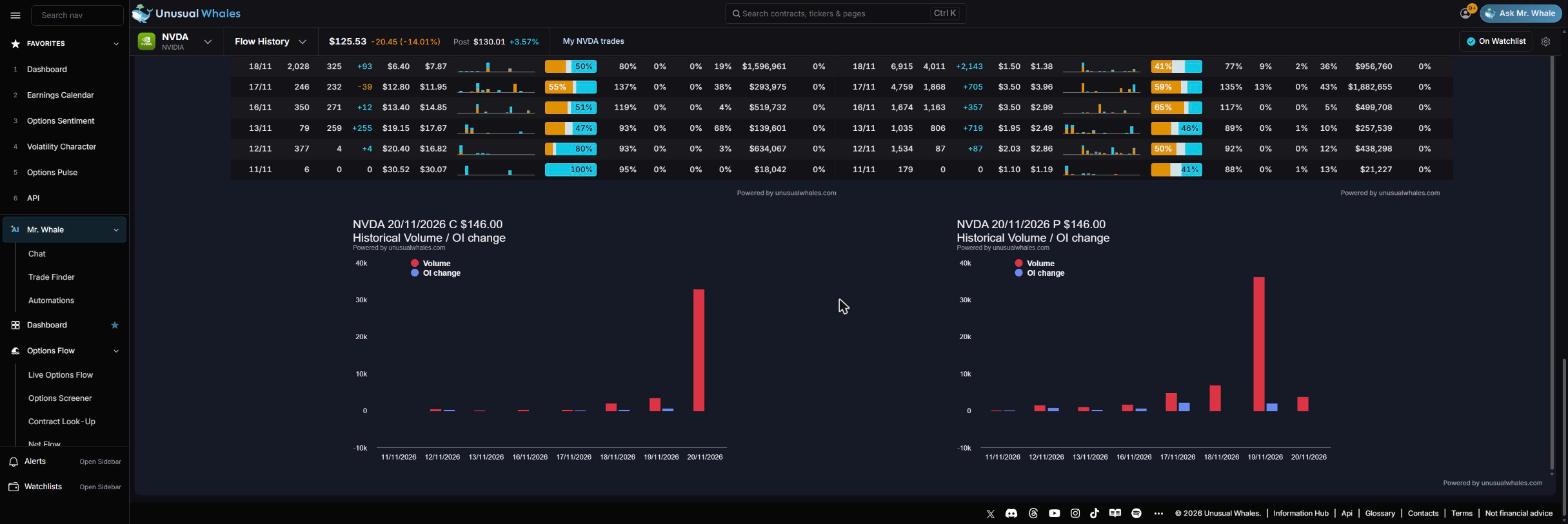 Search nav
Unusual Whales
Search contracts, tickers & pages
Ctrl K
9+
Ask Mr. Whale
FAVORITES
1 Dashboard
2 Earnings Calendar
3 Options Sentiment
4 Volatility Character
5 Options Pulse
6 API
AI Mr. Whale
Chat
Trade Finder
Automations
Dashboard
Options Flow
Live Options Flow
Options Screener
Contract Look-Up
Net Flow
Alerts Open Sidebar
Watchlists Open Sidebar
NVDA
NVIDIA
Flow History
$125.53 -20.45 (-14.01%) Post $130.01 +3.57%
My NVDA trades
On Watchlist
18/11 2,028 325 +93 $6.40 $7.87 50% 80% 0% 0% 19% $1,596,961 0%
17/11 246 232 -39 $12.80 $11.95 55% 137% 0% 0% 38% $293,975 0%
16/11 350 271 +12 $13.40 $14.85 51% 119% 0% 0% 4% $519,732 0%
13/11 79 259 +255 $19.15 $17.67 47% 93% 0% 0% 68% $139,601 0%
12/11 377 4 +4 $20.40 $16.82 80% 93% 0% 0% 3% $634,067 0%
11/11 6 0 0 $30.52 $30.07 100% 95% 0% 0% 0% $18,042 0%
Powered by unusualwhales.com
18/11 6,915 4,011 +2,143 $1.50 $1.38 41% 77% 9% 2% 36% $956,760 0%
17/11 4,759 1,868 +705 $3.50 $3.96 59% 135% 13% 0% 43% $1,882,655 0%
16/11 1,674 1,163 +357 $3.50 $2.99 65% 117% 0% 0% 5% $499,708 0%
13/11 1,035 806 +719 $1.95 $2.49 46% 89% 0% 1% 10% $257,539 0%
12/11 1,534 87 +87 $2.03 $2.86 50% 92% 0% 0% 12% $438,298 0%
11/11 179 0 0 $1.10 $1.19 41% 88% 0% 1% 13% $21,227 0%
Powered by unusualwhales.com
NVDA 20/11/2026 C $146.00
Historical Volume / OI change
Powered by unusualwhales.com
Volume
OI change
40k
30k
20k
10k
0
-10k
11/11/2026 12/11/2026 13/11/2026 16/11/2026 17/11/2026 18/11/2026 19/11/2026 20/11/2026
NVDA 20/11/2026 P $146.00
Historical Volume / OI change
Powered by unusualwhales.com
Volume
OI change
40k
30k
20k
10k
0
-10k
11/11/2026 12/11/2026 13/11/2026 16/11/2026 17/11/2026 18/11/2026 19/11/2026 20/11/2026
Powered by unusualwhales.com
© 2026 Unusual Whales. | Information Hub | Api | Glossary | Contacts | Terms | Not financial advice